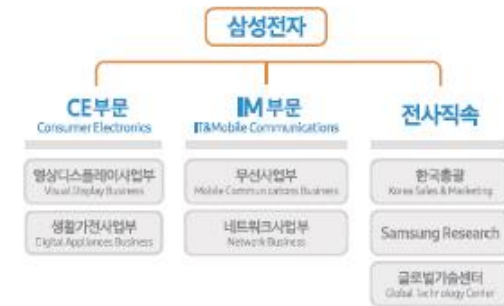 삼성전자
CE부문
Consumer Electronics
IM부문
IT&Mobile Communications
전사직속
영상디스플레이사업부
Visual Display Business
생활가전사업부
Digital Appliances Business
무선사업부
Mobile Communications Business
네트워크사업부
Network Business
한국총괄
Korea Sales & Marketing
Samsung Research
글로벌기술센터
Global Technology Center